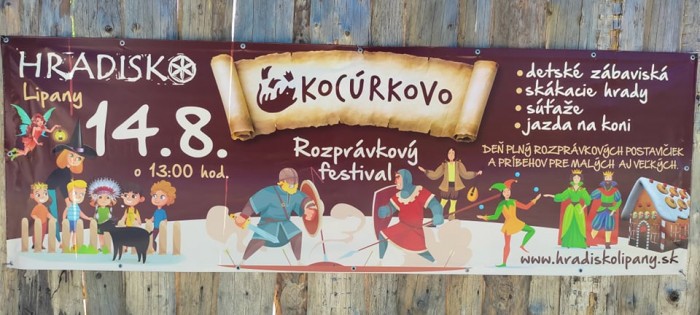 HRADISKO
Lipany
14.8.
o 13:00 hod.
KOCÚRKOVO
Rozprávkový
festival
• detské zábaviská
• skákacie hrady
• súťaže
• jazda na koni
DEŇ PLNÝ ROZPRÁVKOVÝCH POSTAVIČIEK
A PRÍBEHOV PRE MALÝCH AJ VEĽKÝCH.
www.hradiskolipany.sk